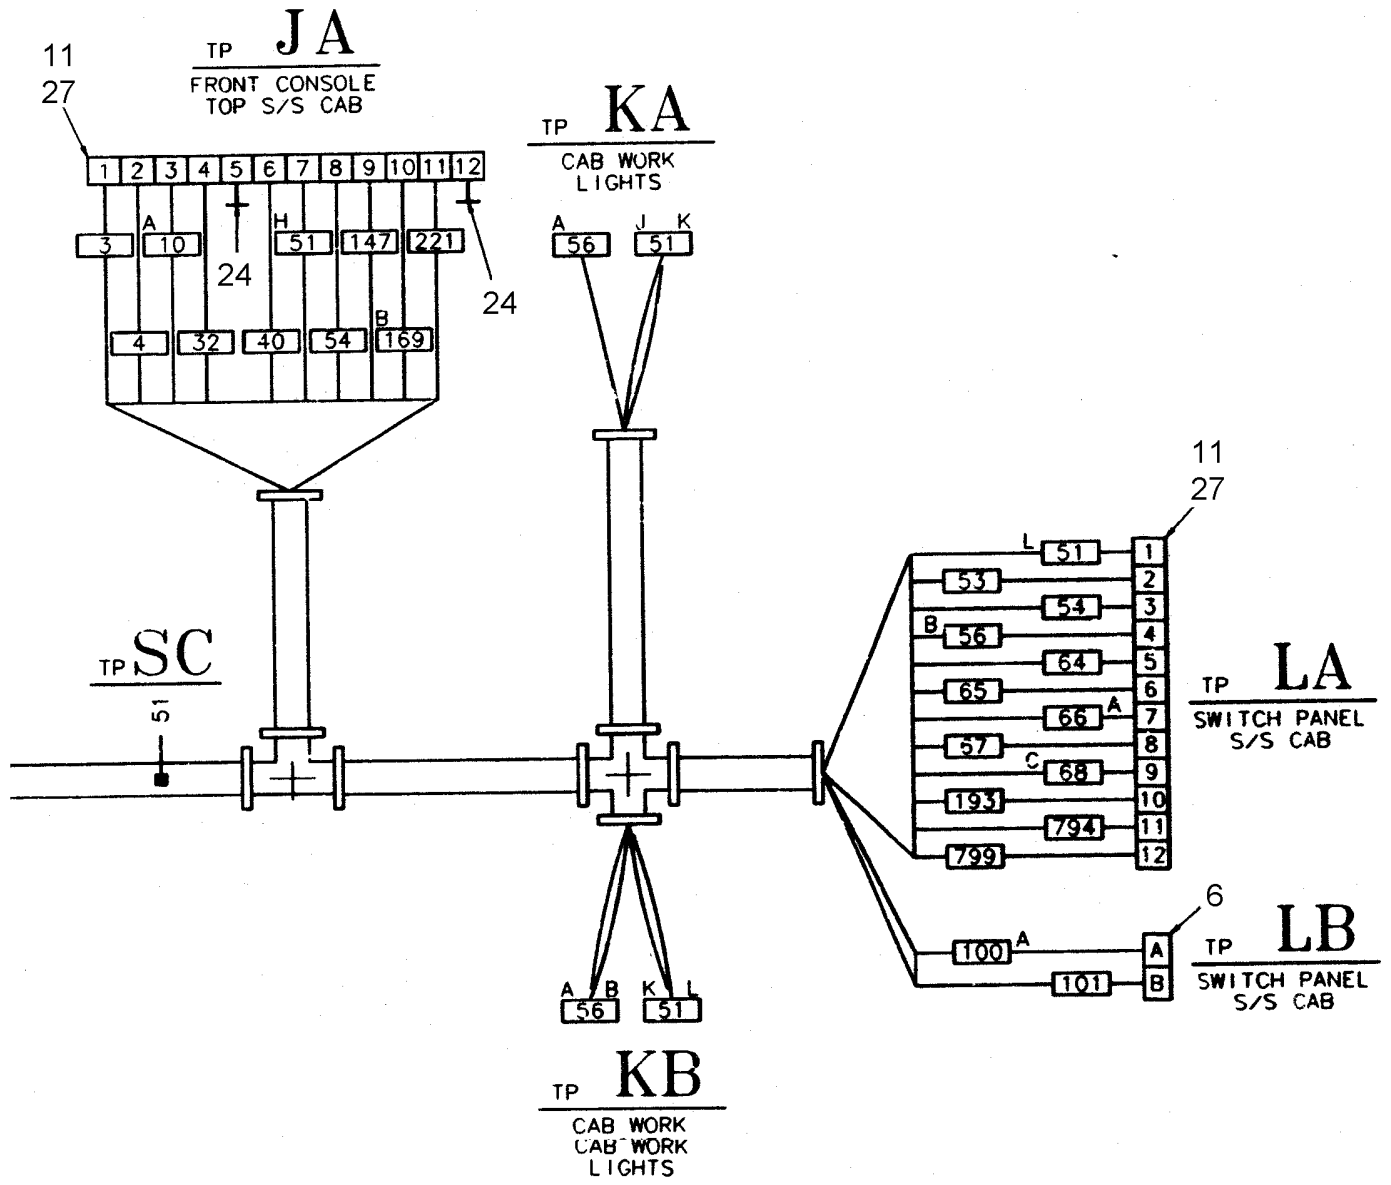 11
27
TP JA
FRONT CONSOLE
TOP S/S CAB
1 2 3 4 5 6 7 8 9 10 11 12
A H
3 10 51 147 221
24 24
B
4 32 40 54 169
TP KA
CAB WORK
LIGHTS
A J K
56 51
TP SC
51
11
27
L 51 1
53 2
54 3
B 56 4
64 5
65 6
66 A 7
67 8
C 68 9
193 10
794 11
799 12
TP LA
SWITCH PANEL
S/S CAB
6
100 A A
101 B
TP LB
SWITCH PANEL
S/S CAB
A B K L
56 51
TP KB
CAB WORK
CAB WORK
LIGHTS